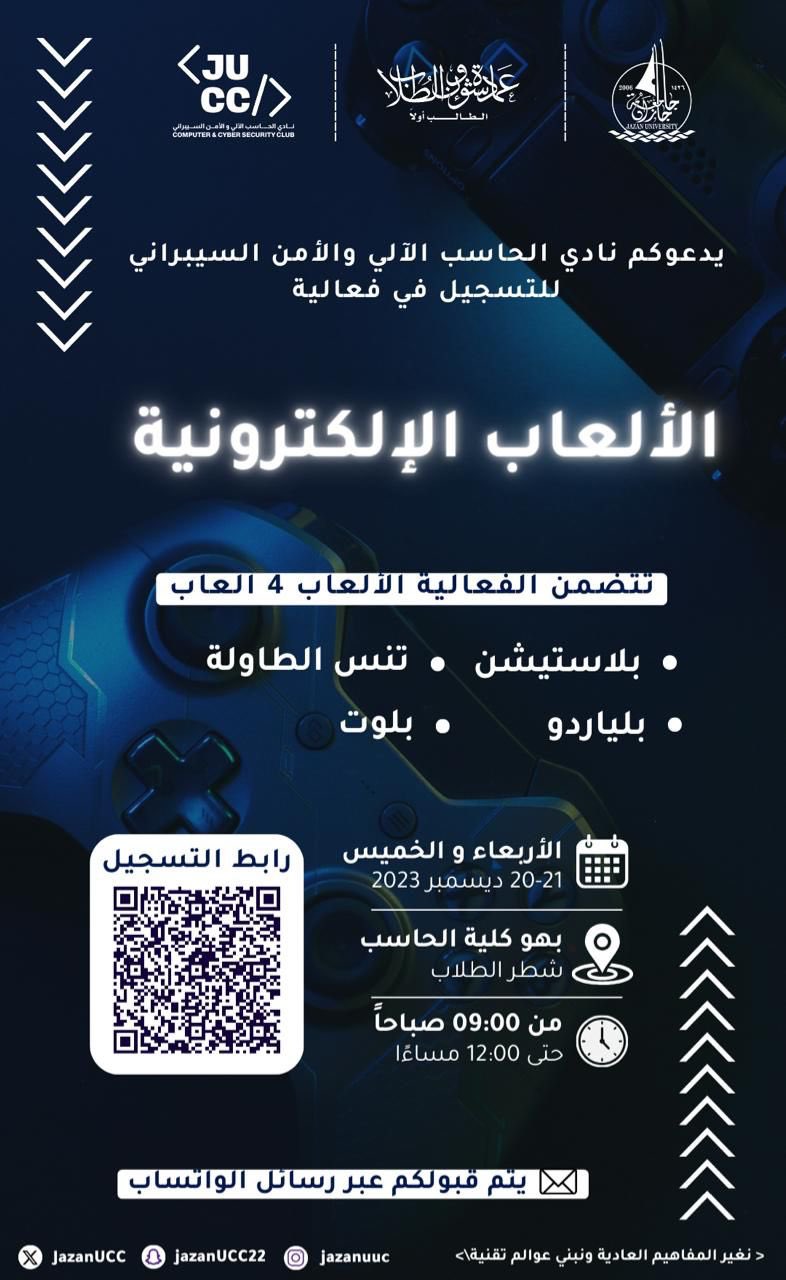 JU
CC/>
نادي الحاسب الآلي و الأمن السيبراني
COMPUTER & CYBER SECURITY CLUB
عمادة شؤون الطلاب
الطالب أولاً
2006 ١٤٢٦
جامعة جازان
JAZAN UNIVERSITY
يدعوكم نادي الحاسب الآلي والأمن السيبراني
للتسجيل في فعالية
الألعاب الإلكترونية
تتضمن الفعالية الألعاب 4 العاب
بلاستيشن
تنس الطاولة
بلياردو
بلوت
الأربعاء و الخميس
20-21 ديسمبر 2023
بهو كلية الحاسب
شطر الطلاب
من 09:00 صباحاً
حتى 12:00 مساءًا
رابط التسجيل
يتم قبولكم عبر رسائل الواتساب
< نغير المفاهيم العادية ونبني عوالم تقنية\>
JazanUCC
jazanUCC22
jazanuuc